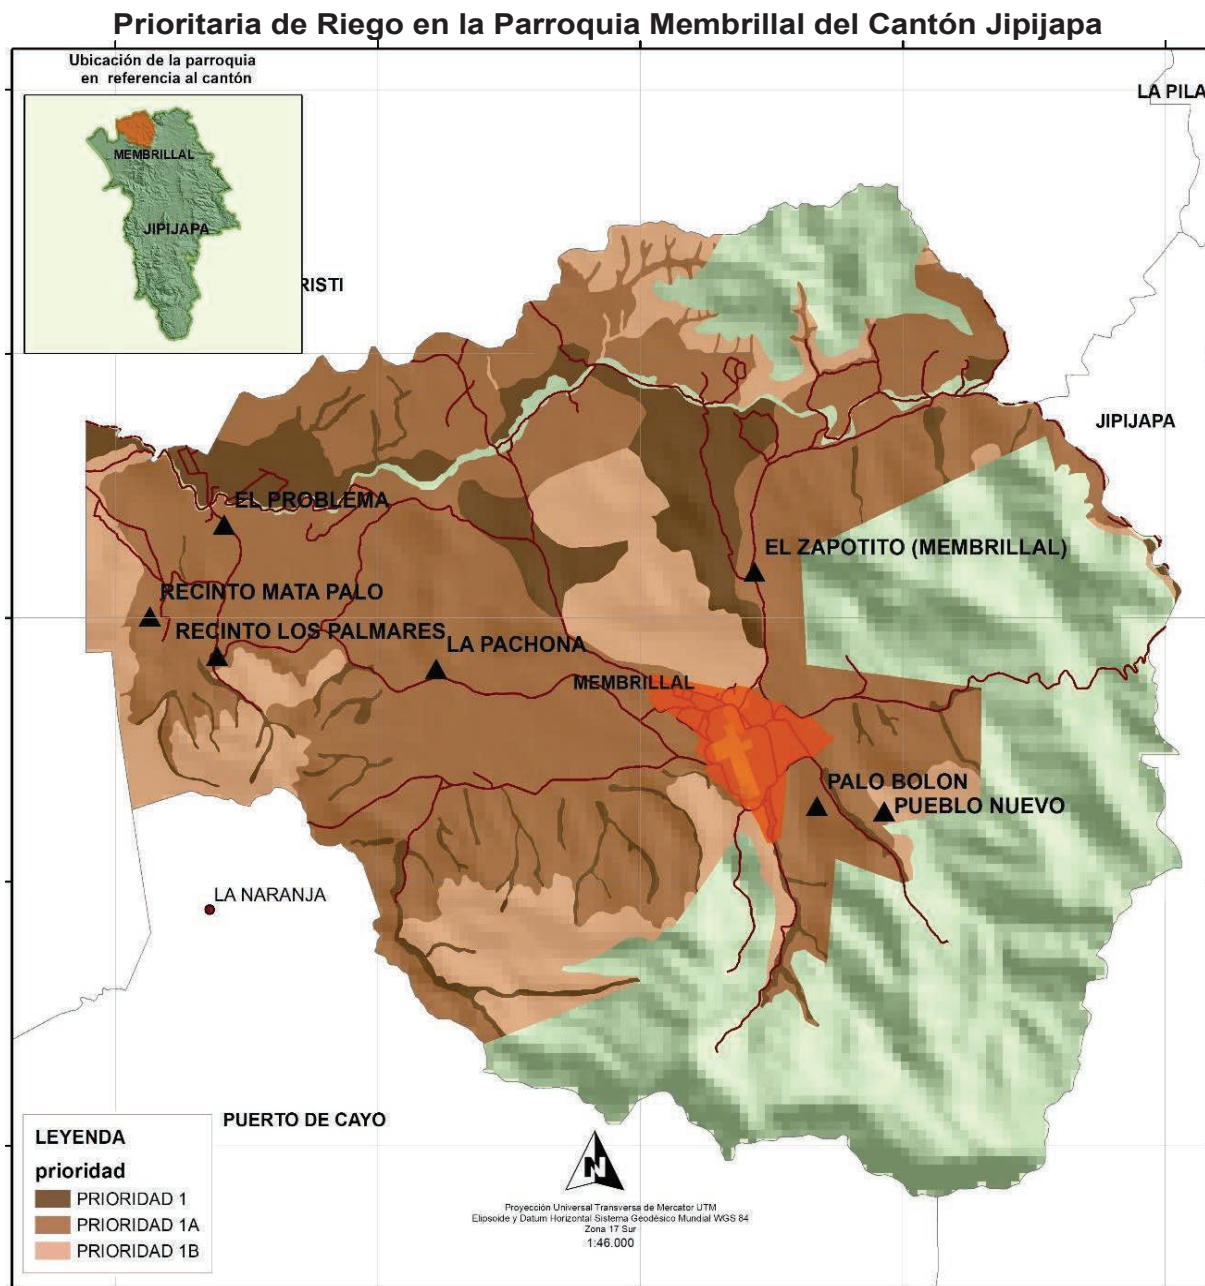 Prioritaria de Riego en la Parroquia Membrillal del Cantón Jipijapa
Ubicación de la parroquia
en referencia al cantón
MEMBRILLAL
JIPIJAPA
RISTI
LA PILA
JIPIJAPA
EL PROBLEMA
EL ZAPOTITO (MEMBRILLAL)
RECINTO MATA PALO
RECINTO LOS PALMARES
LA PACHONA
MEMBRILLAL
PALO BOLON
PUEBLO NUEVO
LA NARANJA
PUERTO DE CAYO
LEYENDA
prioridad
PRIORIDAD 1
PRIORIDAD 1A
PRIORIDAD 1B
N
Proyección Universal Transversa de Mercator UTM
Elipsoide y Datum Horizontal Sistema Geodésico Mundial WGS 84
Zona 17 Sur
1:46.000